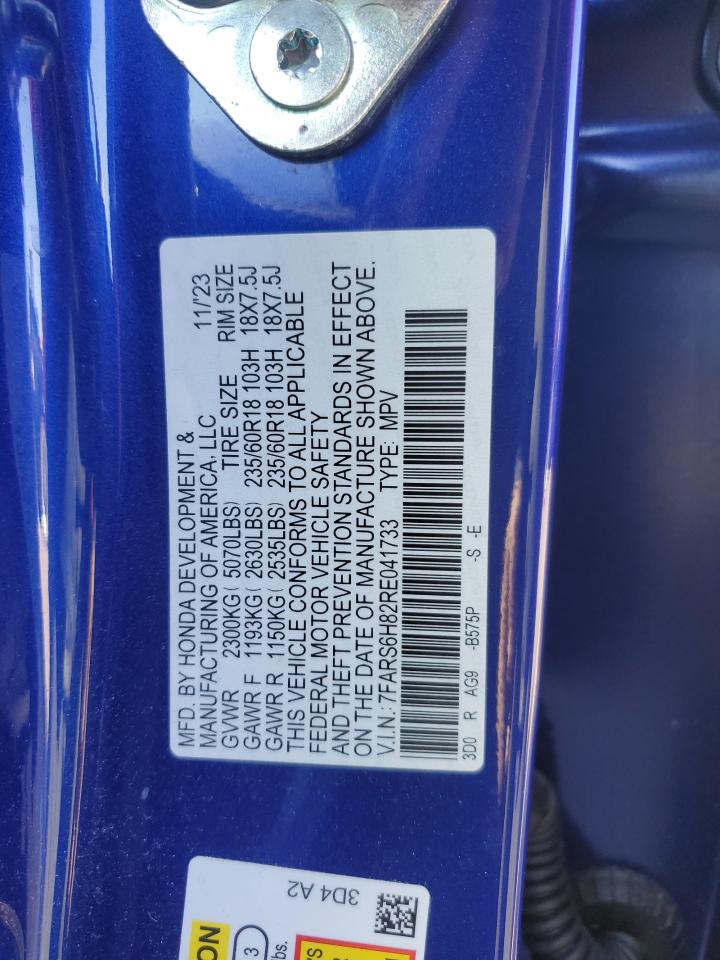 MFD. BY HONDA DEVELOPMENT &
MANUFACTURING OF AMERICA, LLC 11/'23
GVWR 2300KG ( 5070LBS) TIRE SIZE RIM SIZE
GAWR F 1193KG ( 2630LBS) 235/60R18 103H 18X7.5J
GAWR R 1150KG ( 2535LBS) 235/60R18 103H 18X7.5J
THIS VEHICLE CONFORMS TO ALL APPLICABLE
FEDERAL MOTOR VEHICLE SAFETY
AND THEFT PREVENTION STANDARDS IN EFFECT
ON THE DATE OF MANUFACTURE SHOWN ABOVE.
V.I.N.: 7FARS6H82RE041733 TYPE: MPV
3D0 R AG9 -B575P -S -E
3D4 A2
3